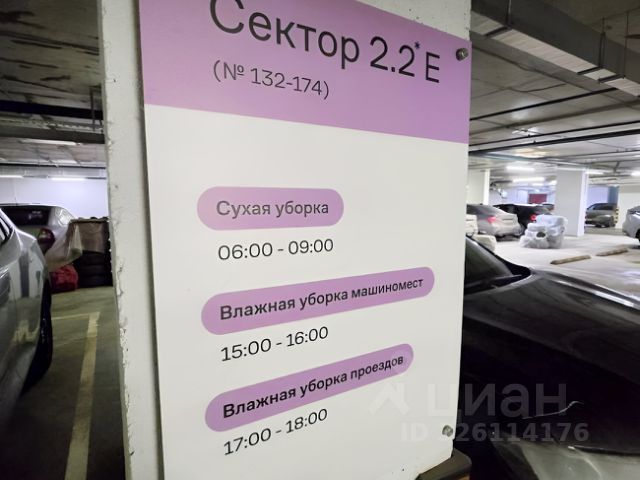 Сектор 2.2* Е
(№ 132-174)
Сухая уборка
06:00 - 09:00
Влажная уборка машиномест
15:00 - 16:00
Влажная уборка проездов
17:00 - 18:00
циан
ID 326114176